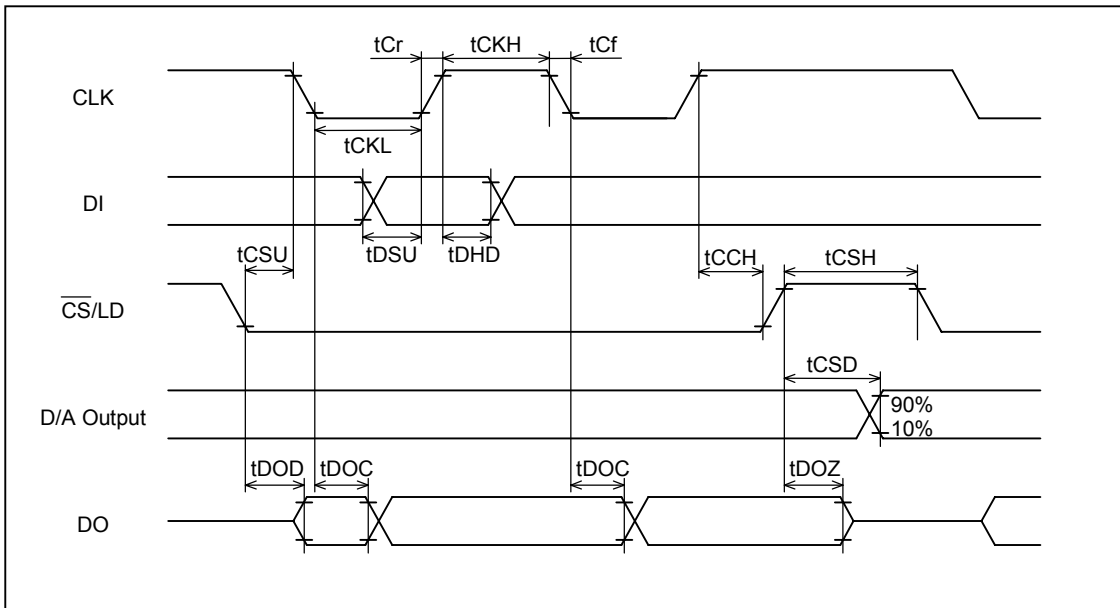 tCr tCKH tCf
CLK
tCKL
DI
tDSU tDHD
tCSU tCCH tCSH
CS/LD
tCSD
D/A Output
90%
10%
tDOD tDOC tDOC tDOZ
DO